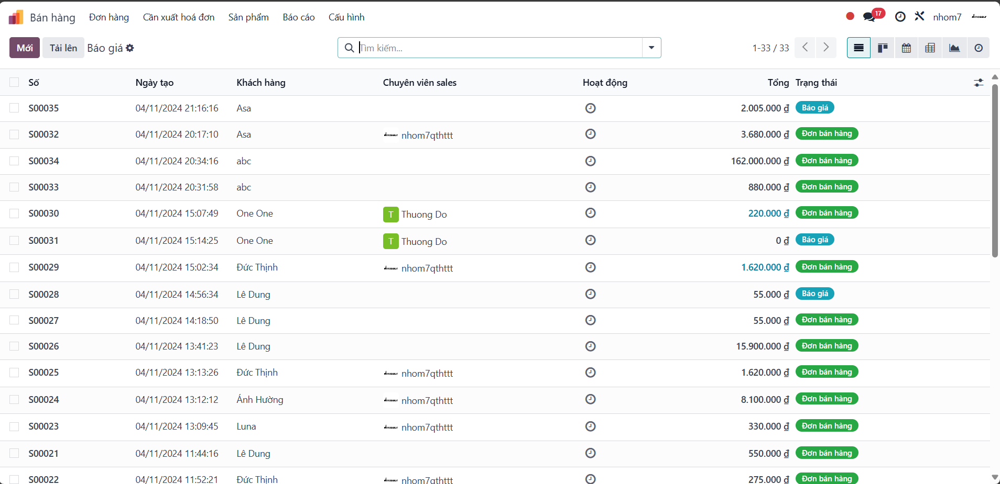 Bán hàng Đơn hàng Cần xuất hoá đơn Sản phẩm Báo cáo Cấu hình 17 nhom7 dinosaur
Mới Tải lên Báo giá Tìm kiếm... 1-33 / 33
Số Ngày tạo Khách hàng Chuyên viên sales Hoạt động Tổng Trạng thái
S00035 04/11/2024 21:16:16 Asa 2.005.000 ₫ Báo giá
S00032 04/11/2024 20:17:10 Asa dinosaur nhom7qthttt 3.680.000 ₫ Đơn bán hàng
S00034 04/11/2024 20:34:16 abc 162.000.000 ₫ Đơn bán hàng
S00033 04/11/2024 20:31:58 abc 880.000 ₫ Đơn bán hàng
S00030 04/11/2024 15:07:49 One One T Thuong Do 220.000 ₫ Đơn bán hàng
S00031 04/11/2024 15:14:25 One One T Thuong Do 0 ₫ Báo giá
S00029 04/11/2024 15:02:34 Đức Thịnh dinosaur nhom7qthttt 1.620.000 ₫ Đơn bán hàng
S00028 04/11/2024 14:56:34 Lê Dung 55.000 ₫ Báo giá
S00027 04/11/2024 14:18:50 Lê Dung 55.000 ₫ Đơn bán hàng
S00026 04/11/2024 13:41:23 Lê Dung 15.900.000 ₫ Đơn bán hàng
S00025 04/11/2024 13:13:26 Đức Thịnh dinosaur nhom7qthttt 1.620.000 ₫ Đơn bán hàng
S00024 04/11/2024 13:12:12 Ánh Hường dinosaur nhom7qthttt 8.100.000 ₫ Đơn bán hàng
S00023 04/11/2024 13:09:45 Luna dinosaur nhom7qthttt 330.000 ₫ Đơn bán hàng
S00021 04/11/2024 11:44:16 Lê Dung 550.000 ₫ Đơn bán hàng
S00022 04/11/2024 11:52:21 Đức Thịnh dinosaur nhom7qthttt 275.000 ₫ Đơn bán hàng